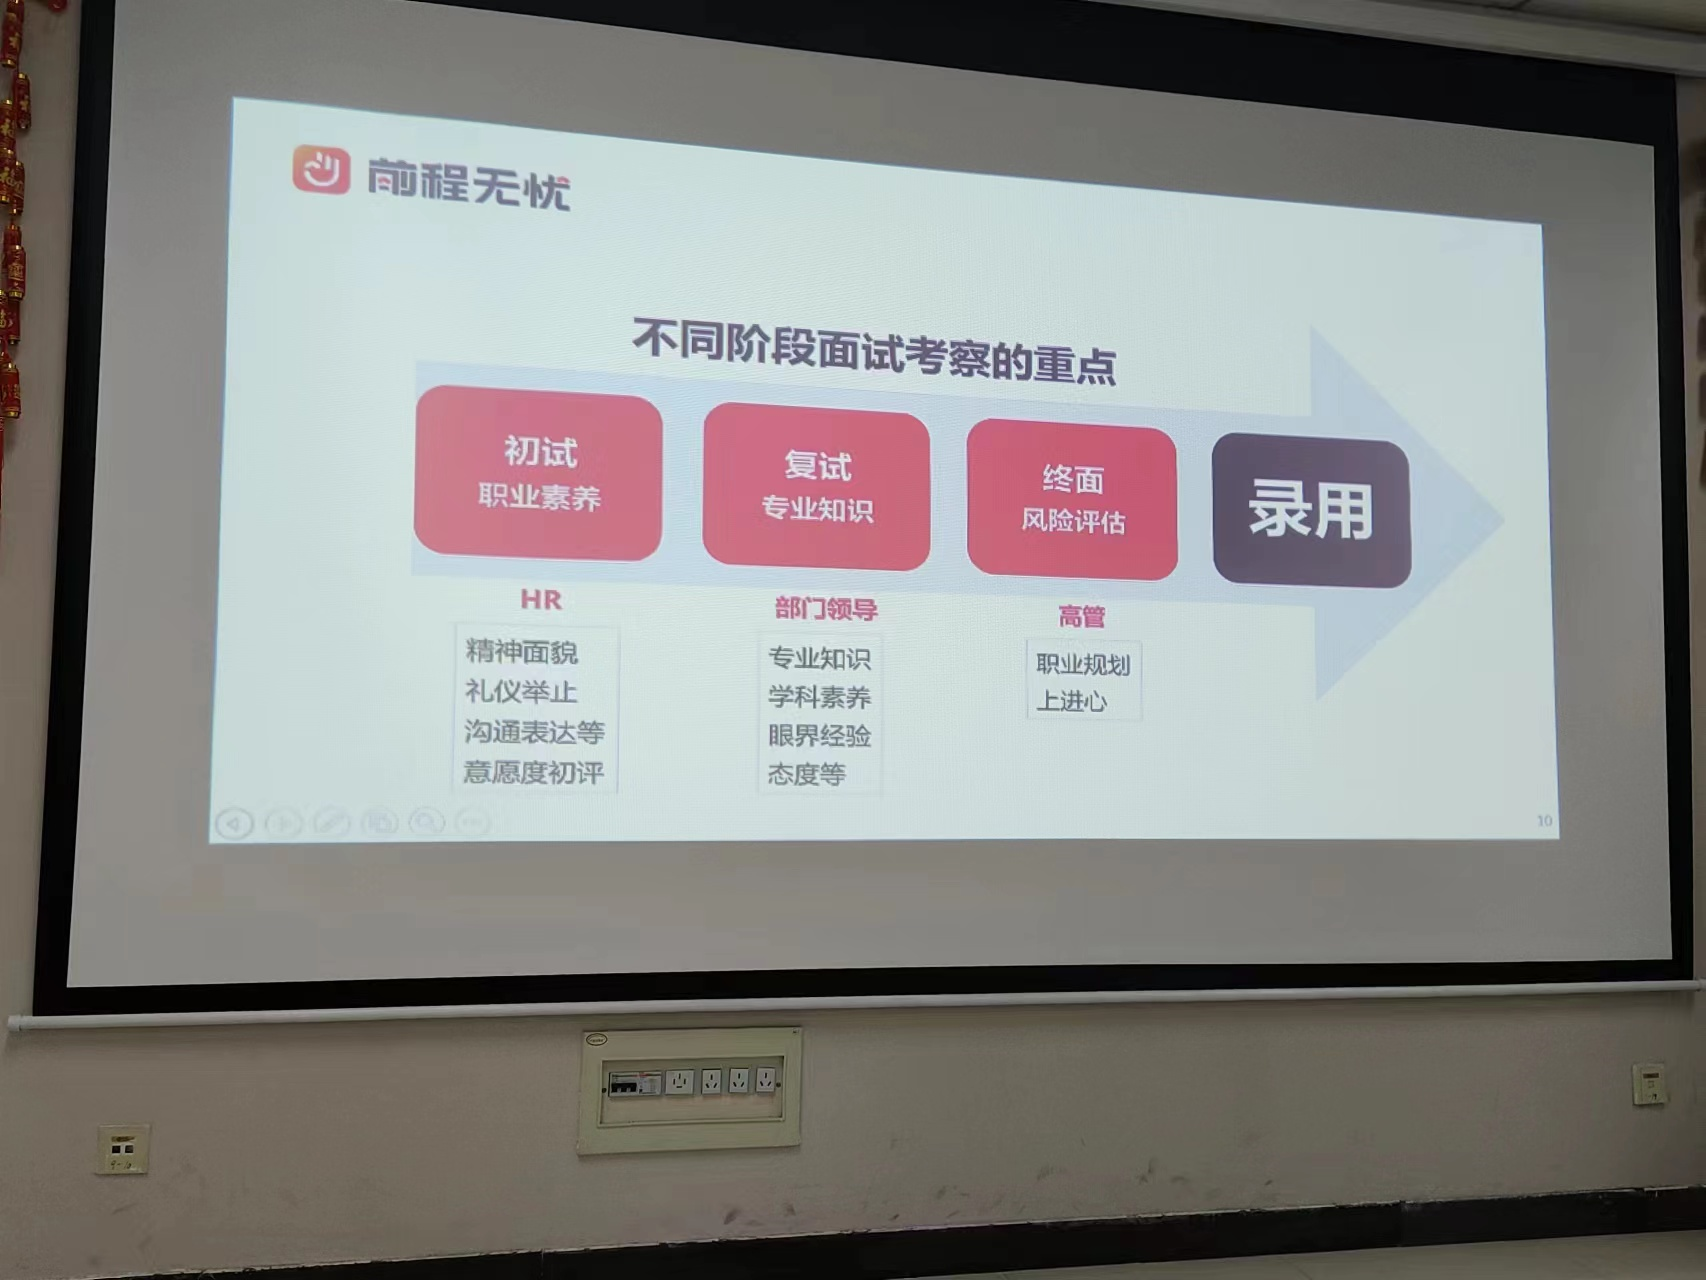 前程无忧
不同阶段面试考察的重点
初试
职业素养
复试
专业知识
终面
风险评估
录用
HR
精神面貌
礼仪举止
沟通表达等
意愿度初评
部门领导
专业知识
学科素养
眼界经验
态度等
高管
职业规划
上进心
10